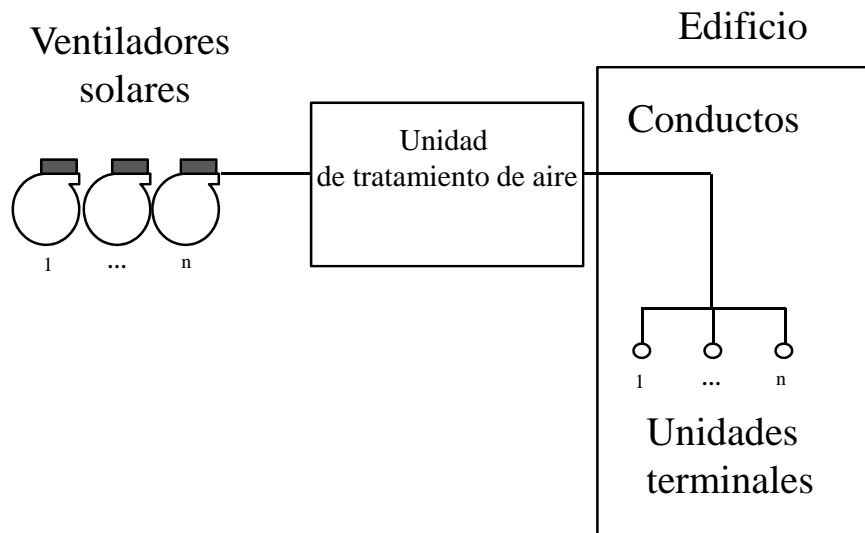 Ventiladores
solares
1
...
n
Unidad
de tratamiento de aire
Edificio
Conductos
1
...
n
Unidades
terminales